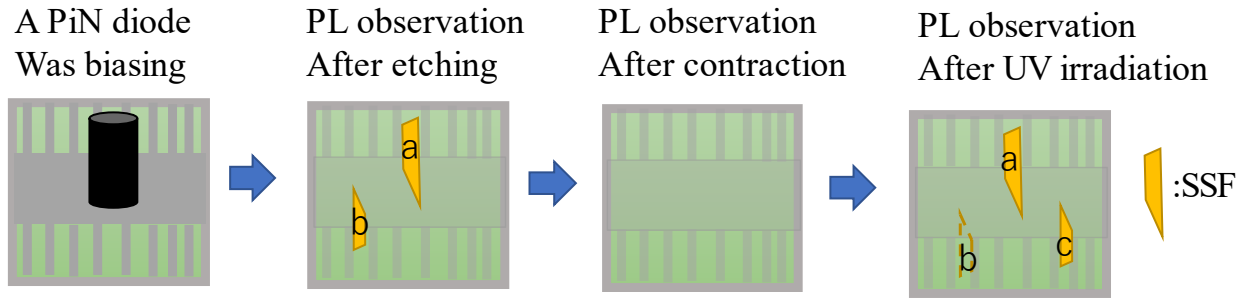 A PiN diode
Was biasing
PL observation
After etching
PL observation
After contraction
PL observation
After UV irradiation
a
b
a
b
c
:SSF